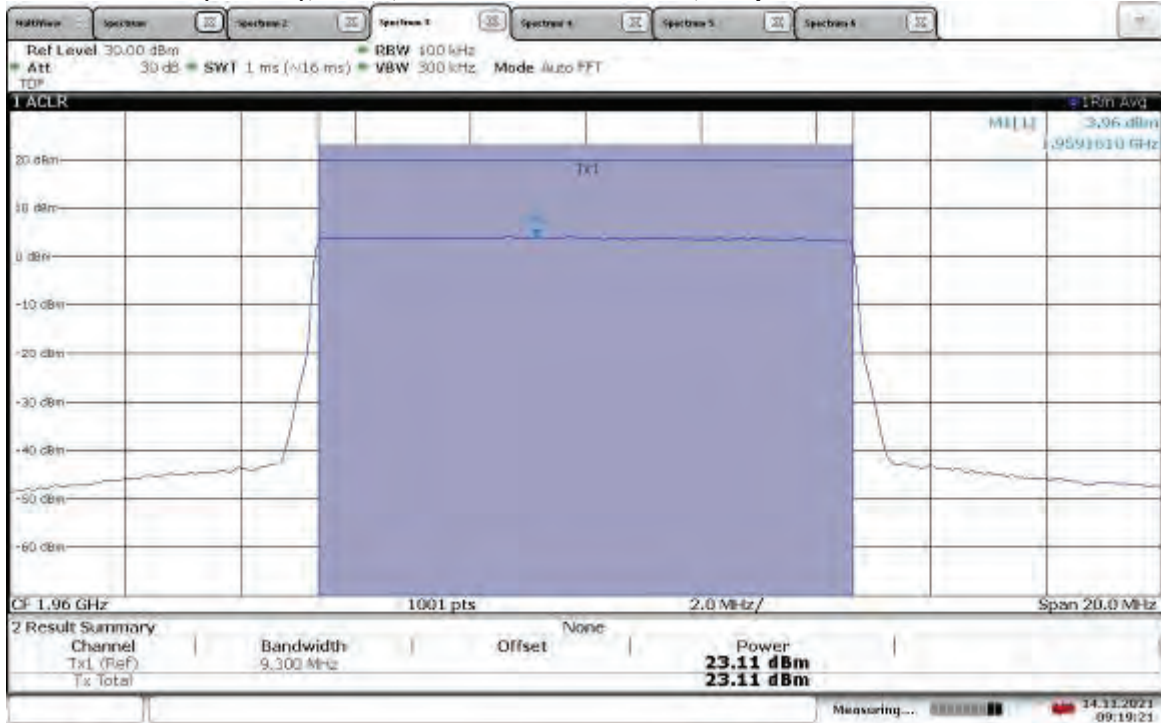 MultiView Spectrum Spectrum 2 Spectrum 3 Spectrum 4 Spectrum 5 Spectrum 6
Ref Level 30.00 dBm RBW 100 kHz
Att 30 dB SWT 1 ms (~16 ms) VBW 300 kHz Mode Auto FFT
TDF
1 ACLR 1Rm Avg
M1[1] 3.96 dBm
1.9591610 GHz
20 dBm
Tx1
10 dBm
0 dBm
-10 dBm
-20 dBm
-30 dBm
-40 dBm
-50 dBm
-60 dBm
CF 1.96 GHz 1001 pts 2.0 MHz/ Span 20.0 MHz
2 Result Summary None
Channel Bandwidth Offset Power
Tx1 (Ref) 9.300 MHz 23.11 dBm
Tx Total 23.11 dBm
Measuring... 14.11.2021
09:19:21